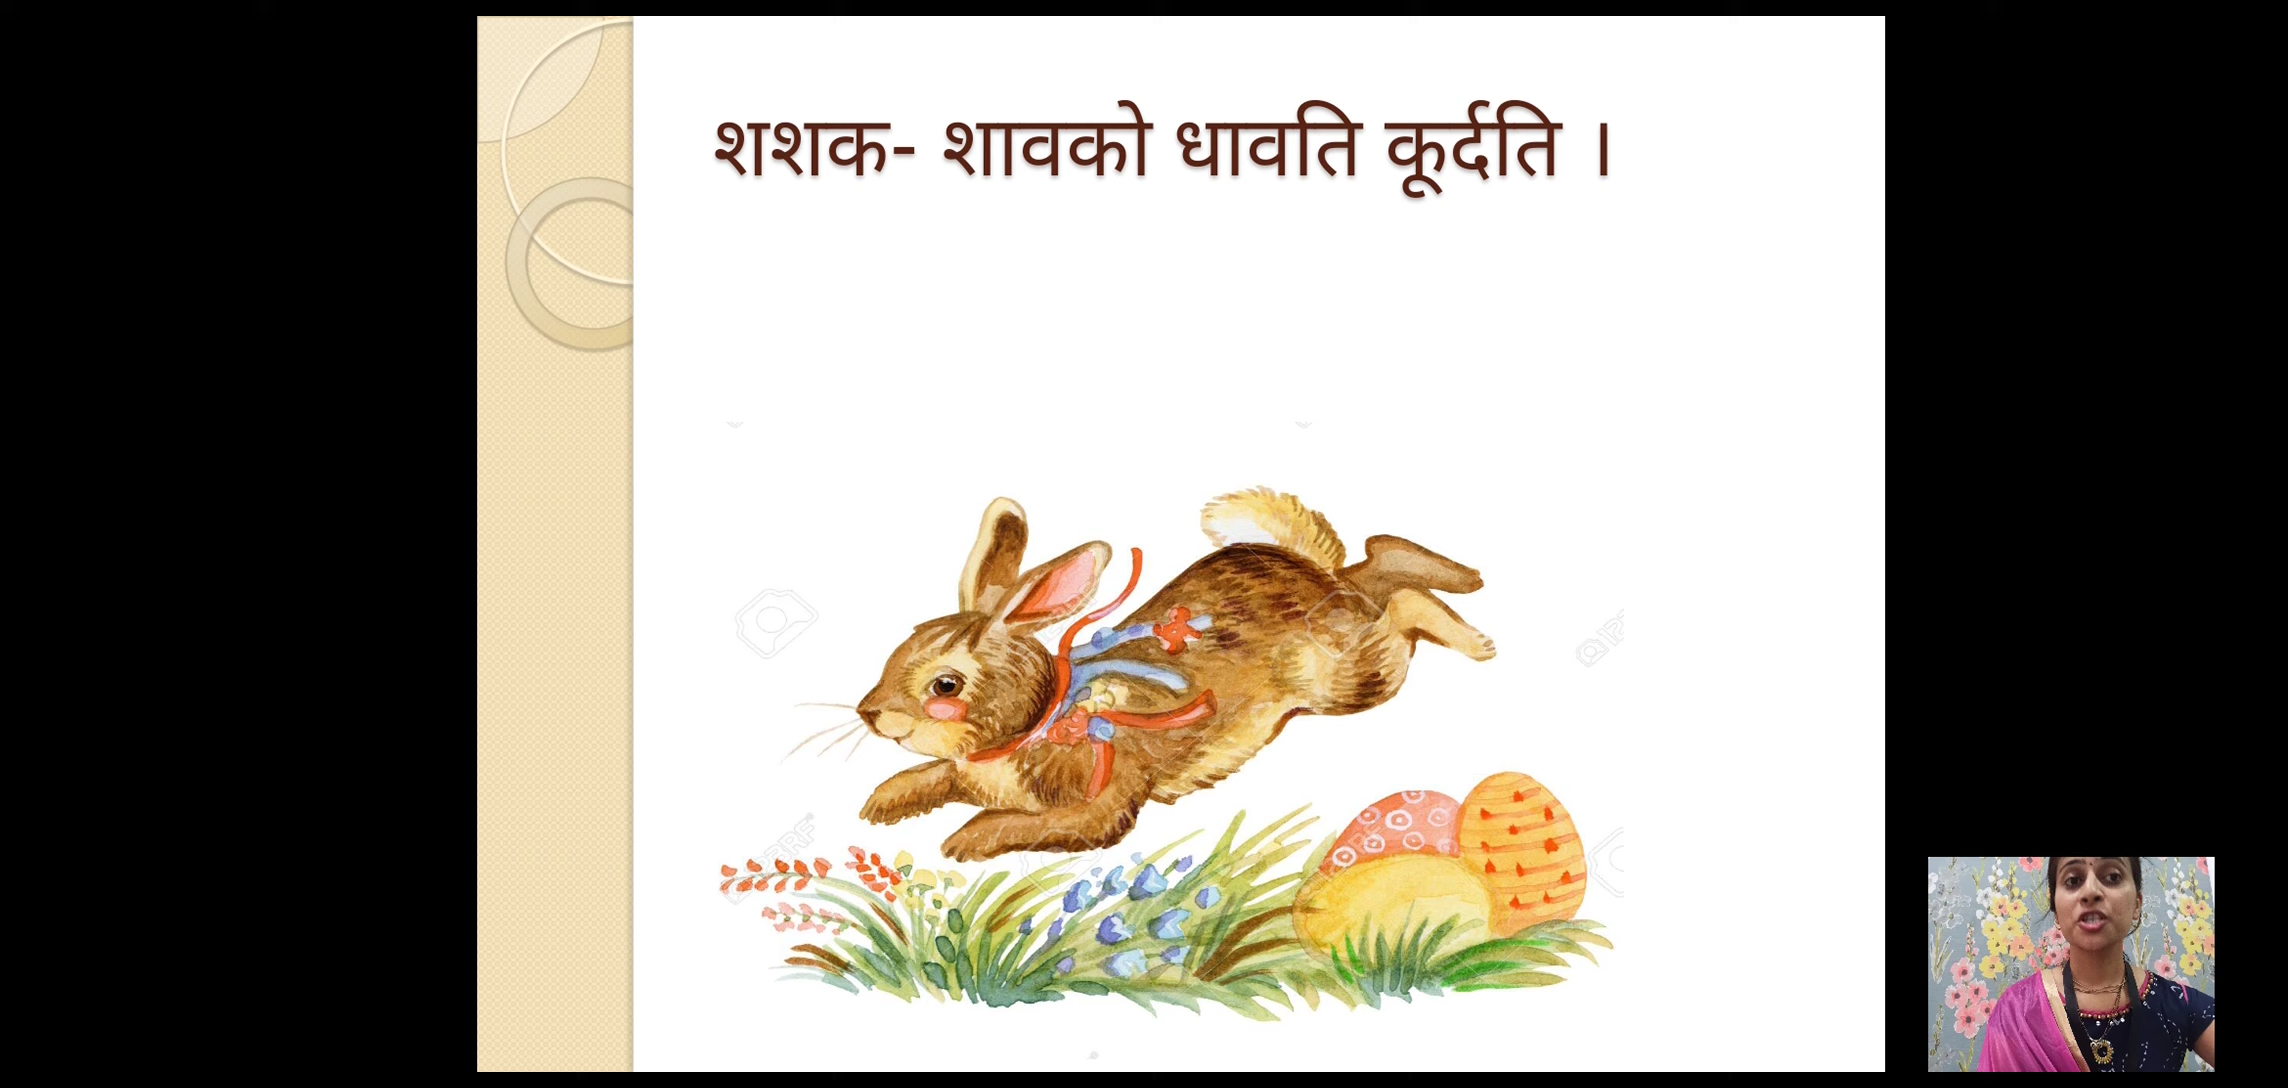 शशक- शावको धावति कूर्दति ।